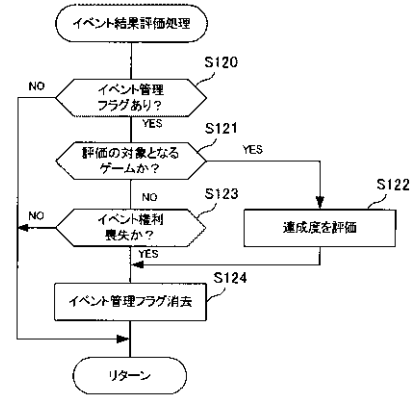 イベント結果評価処理
S120
NO
イベント管理
フラグあり?
YES
S121
評価の対象となる
ゲームか?
YES
NO
S123
S122
NO
イベント権利
喪失か?
達成度を評価
YES
S124
イベント管理フラグ消去
リターン